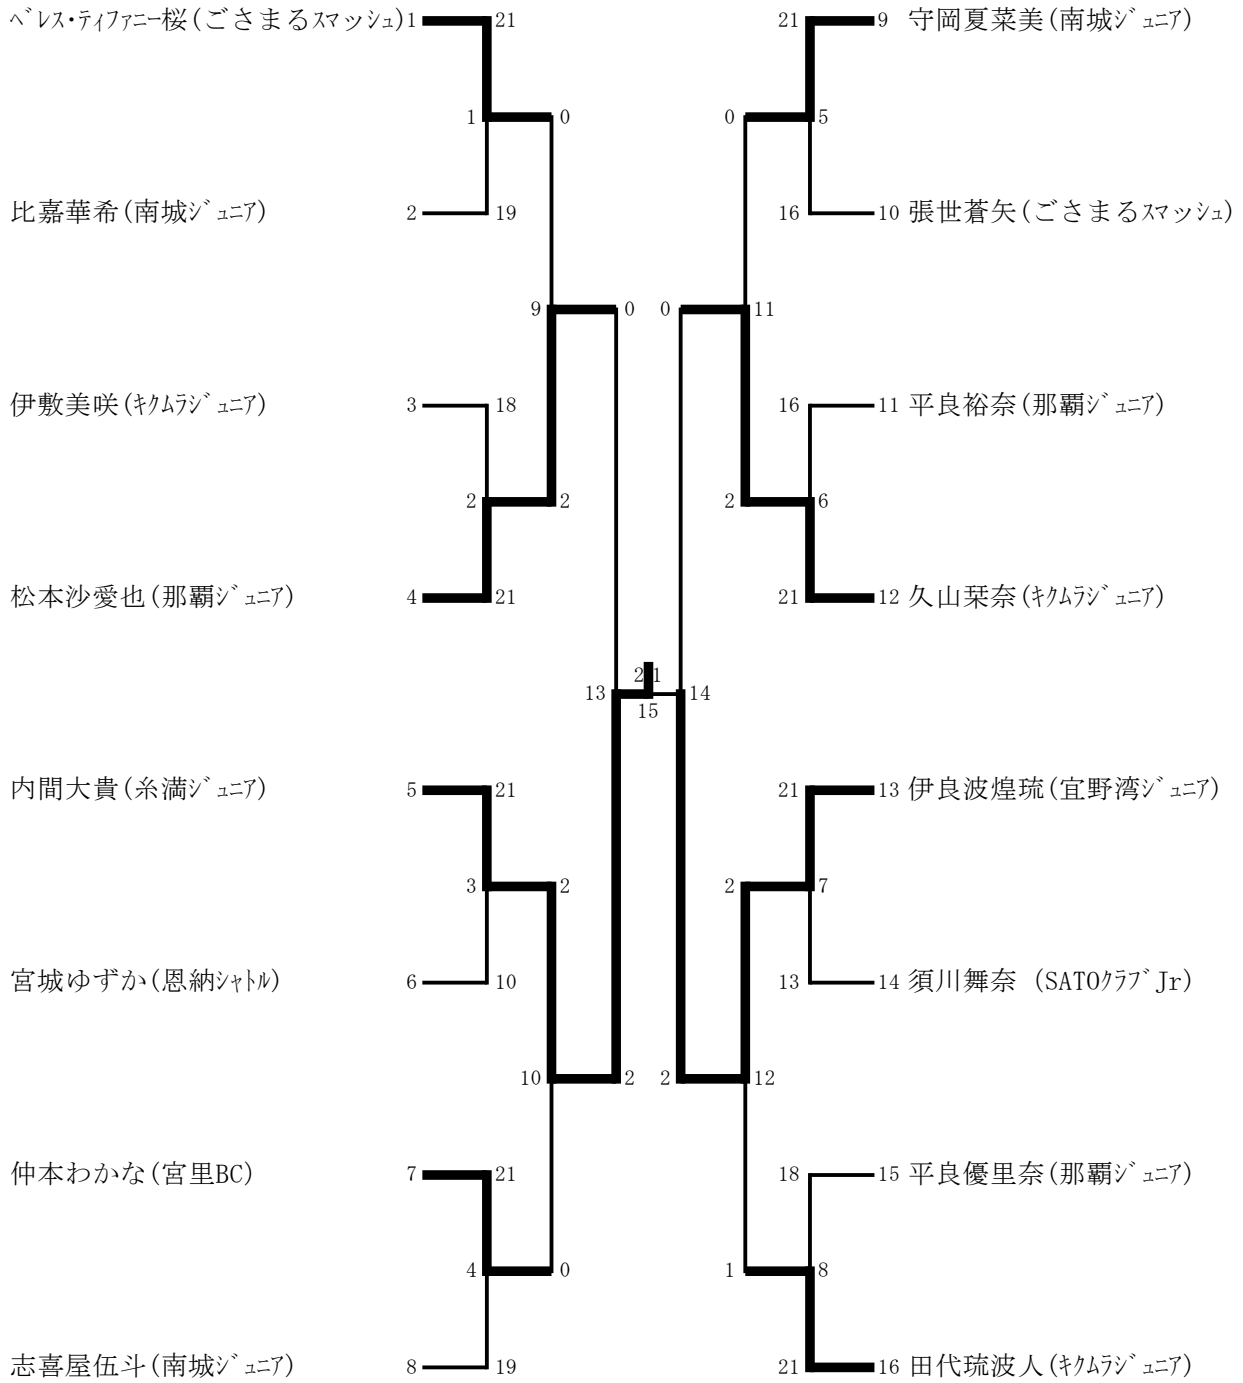 ベレス・ティファニー桜(ごさまるスマッシュ) 1 21 21 9 守岡夏菜美(南城ジュニア)
1 0 0 5
比嘉華希(南城ジュニア) 2 19 16 10 張世蒼矢(ごさまるスマッシュ)
9 0 0 11
伊敷美咲(キクムラジュニア) 3 18 16 11 平良裕奈(那覇ジュニア)
2 2 2 6
松本沙愛也(那覇ジュニア) 4 21 21 12 久山栞奈(キクムラジュニア)
2 1
13 14
15
内間大貴(糸満ジュニア) 5 21 21 13 伊良波煌琉(宜野湾ジュニア)
3 2 2 7
宮城ゆずか(恩納シャトル) 6 10 13 14 須川舞奈 (SATOクラブJr)
10 2 2 12
仲本わかな(宮里BC) 7 21 18 15 平良優里奈(那覇ジュニア)
4 0 1 8
志喜屋伍斗(南城ジュニア) 8 19 21 16 田代琉波人(キクムラジュニア)